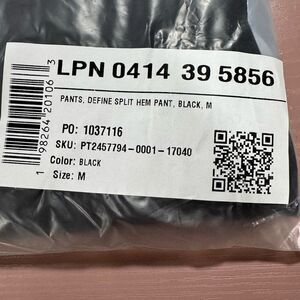 LPN 0414 39 5856
PANTS, DEFINE SPLIT HEM PANT, BLACK, M
PO: 1037116
SKU: PT2457794-0001-17040
Color: BLACK
Size: M
1 98264 20106 3